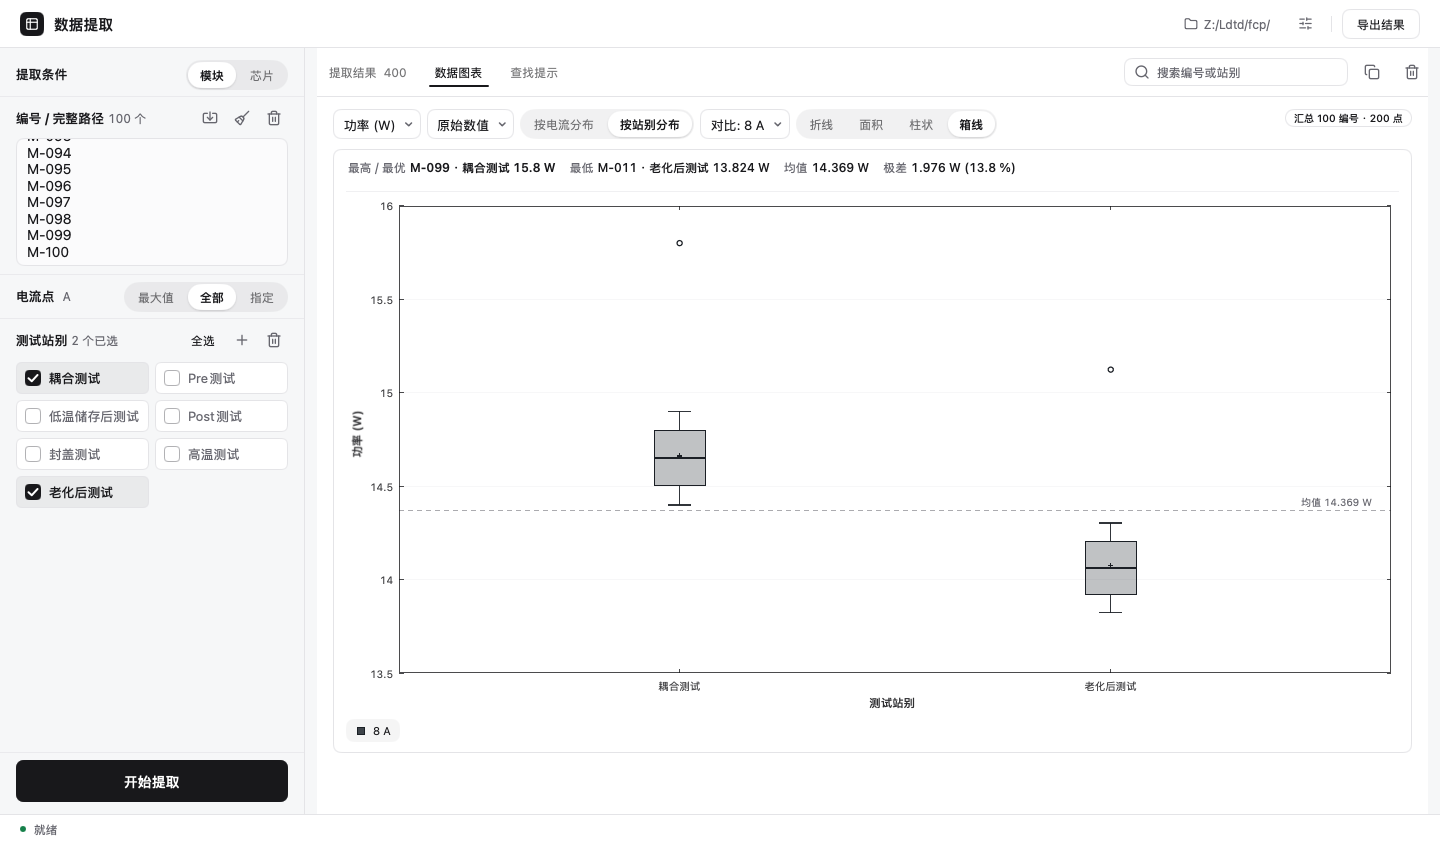 数据提取
Z:/Ldtd/fcp/
导出结果
提取条件
模块
芯片
编号 / 完整路径 100 个
M-094
M-095
M-096
M-097
M-098
M-099
M-100
电流点 A
最大值
全部
指定
测试站别 2 个已选
全选
耦合测试
Pre测试
低温储存后测试
Post测试
封盖测试
高温测试
老化后测试
开始提取
就绪
提取结果 400
数据图表
查找提示
搜索编号或站别
功率 (W)
原始数值
按电流分布
按站别分布
对比: 8 A
折线
面积
柱状
箱线
汇总 100 编号 · 200 点
最高 / 最优 M-099 · 耦合测试 15.8 W 最低 M-011 · 老化后测试 13.824 W 均值 14.369 W 极差 1.976 W (13.8 %)
16
15.5
15
14.5
14
13.5
功率 (W)
均值 14.369 W
耦合测试
老化后测试
测试站别
8 A